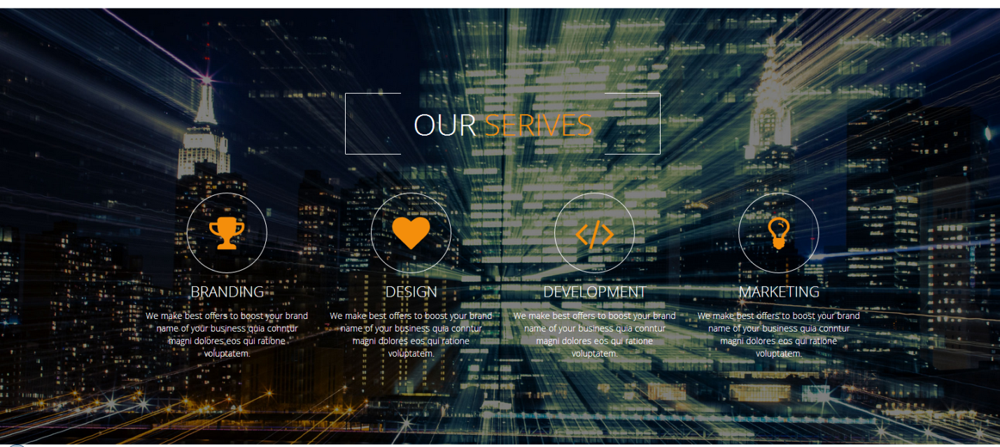 OUR SERIVES
BRANDING
We make best offers to boost your brand
name of your business quia conntur
magni dolores eos qui ratione
voluptatem.
DESIGN
We make best offers to boost your brand
name of your business quia conntur
magni dolores eos qui ratione
voluptatem.
DEVELOPMENT
We make best offers to boost your brand
name of your business quia conntur
magni dolores eos qui ratione
voluptatem.
MARKETING
We make best offers to boost your brand
name of your business quia conntur
magni dolores eos qui ratione
voluptatem.